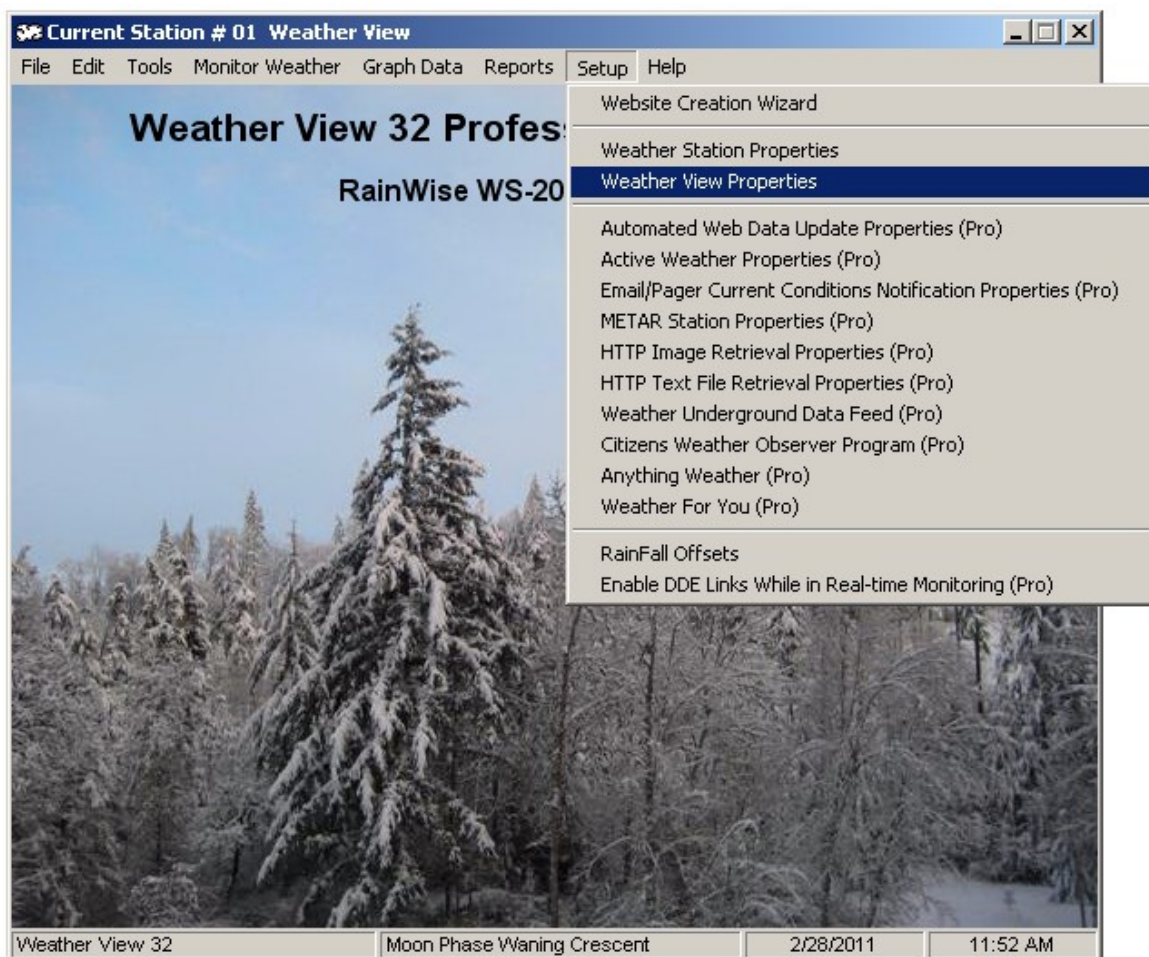 Current Station # 01 Weather View
File Edit Tools Monitor Weather Graph Data Reports Setup Help
Weather View 32 Profes
RainWise WS-20
Website Creation Wizard
Weather Station Properties
Weather View Properties
Automated Web Data Update Properties (Pro)
Active Weather Properties (Pro)
Email/Pager Current Conditions Notification Properties (Pro)
METAR Station Properties (Pro)
HTTP Image Retrieval Properties (Pro)
HTTP Text File Retrieval Properties (Pro)
Weather Underground Data Feed (Pro)
Citizens Weather Observer Program (Pro)
Anything Weather (Pro)
Weather For You (Pro)
RainFall Offsets
Enable DDE Links While in Real-time Monitoring (Pro)
Weather View 32 Moon Phase Waning Crescent 2/28/2011 11:52 AM